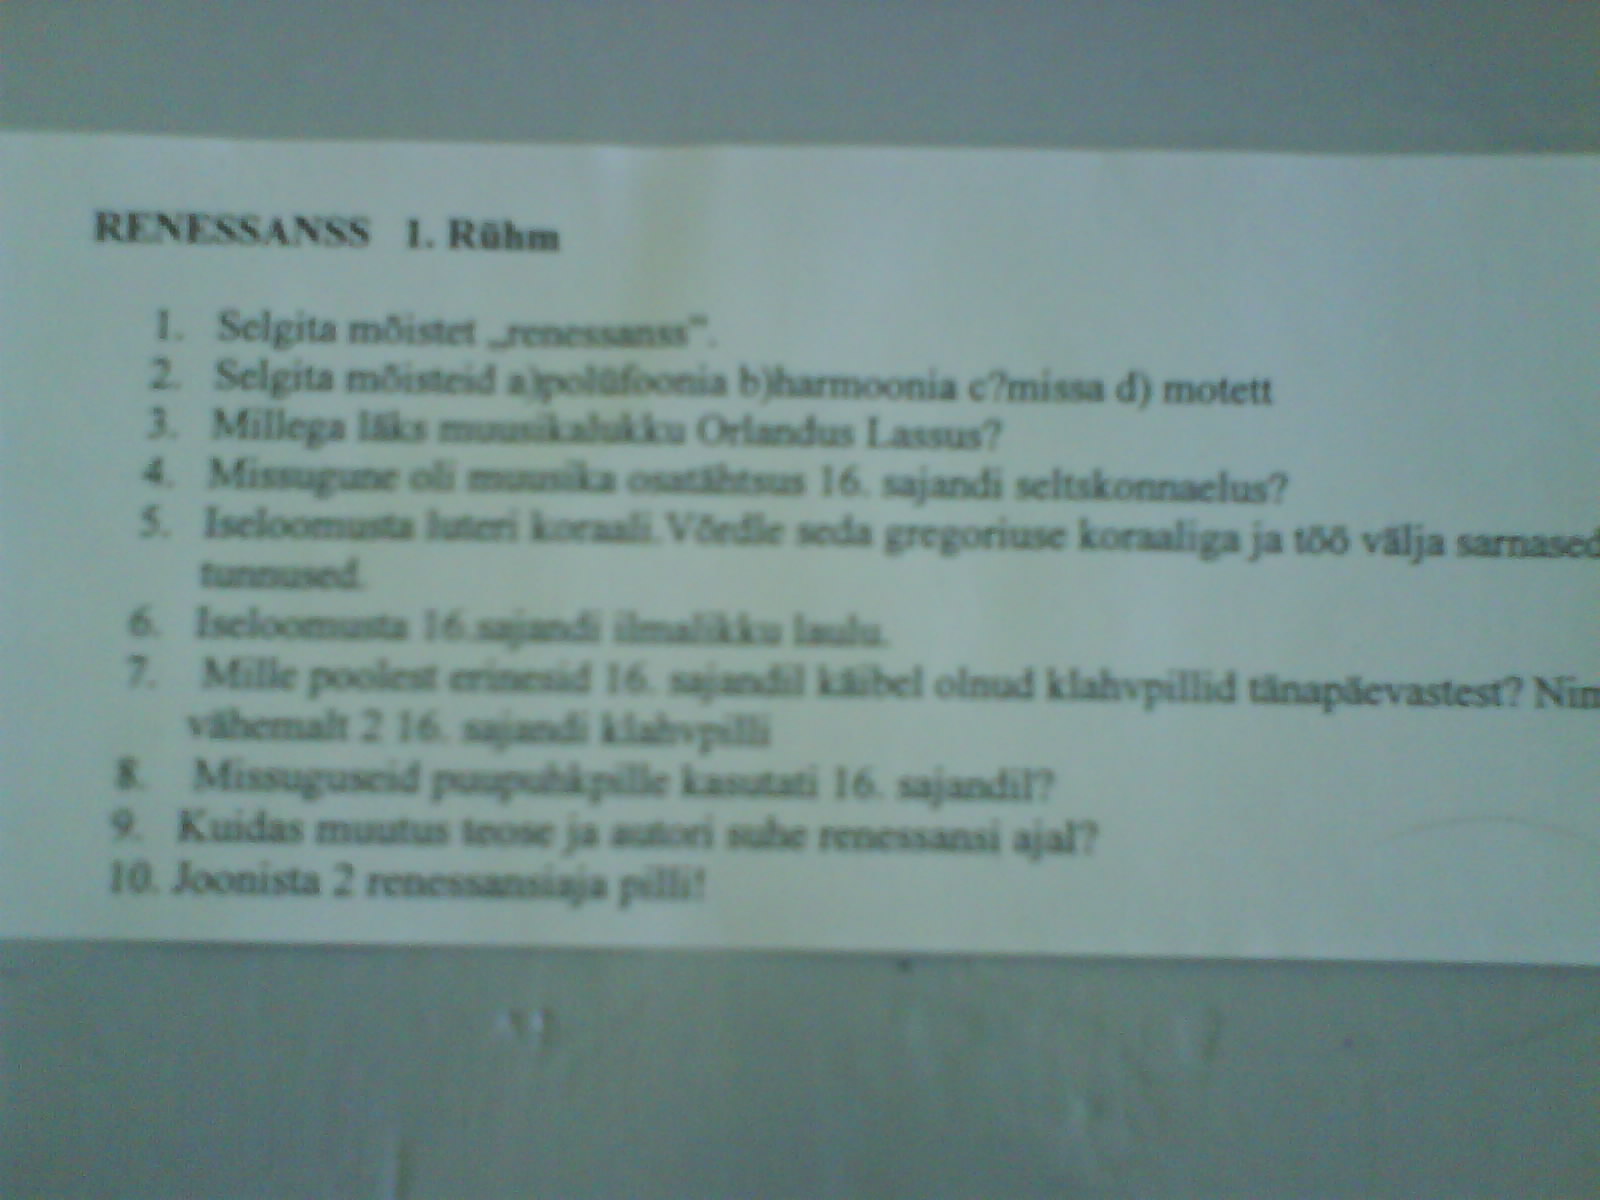 RENESSANSS 1. Rühm
1. Selgita mõistet „renessanss”.
2. Selgita mõisteid a)polüfoonia b)harmoonia c?missa d) motett
3. Millega läks muusikalukku Orlandus Lassus?
4. Missugune oli muusika osatähtsus 16. sajandi seltskonnaelus?
5. Iseloomusta luteri koraali. Võrdle seda gregoriuse koraaliga ja töö välja sarnased
tunnused.
6. Iseloomusta 16.sajandi ilmalikku laulu.
7. Mille poolest erinesid 16. sajandil käibel olnud klahvpillid tänapäevastest? Nim
vähemalt 2 16. sajandi klahvpilli
8. Missuguseid puupuhkpille kasutati 16. sajandil?
9. Kuidas muutus teose ja autori suhe renessansi ajal?
10. Joonista 2 renessansiaja pilli!